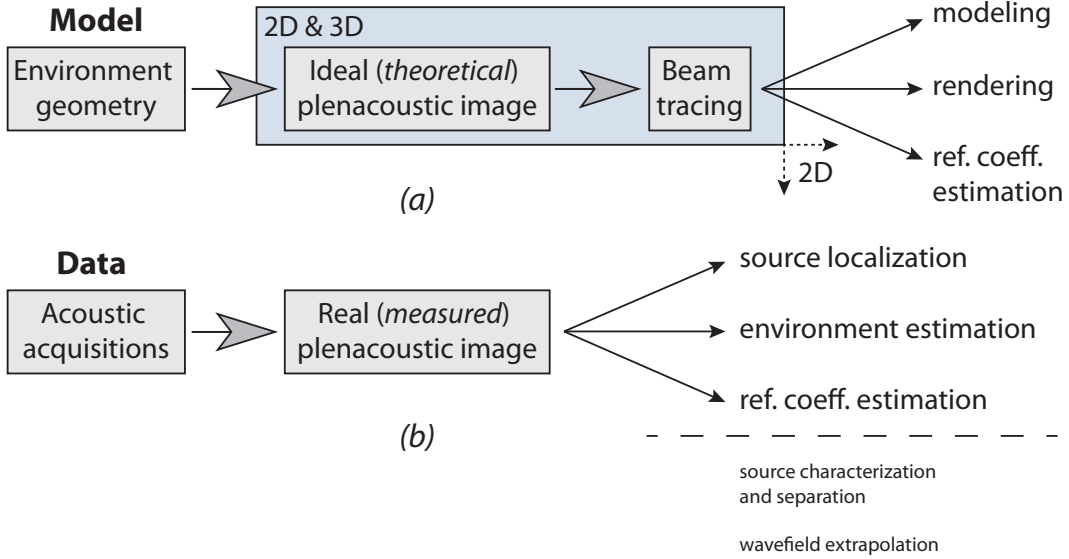 Model
Environment
geometry
2D & 3D
Ideal (theoretical)
plenacoustic image
Beam
tracing
modeling
rendering
ref. coeff.
estimation
2D
(a)
Data
Acoustic
acquisitions
Real (measured)
plenacoustic image
source localization
environment estimation
ref. coeff. estimation
(b)
source characterization
and separation
wavefield extrapolation